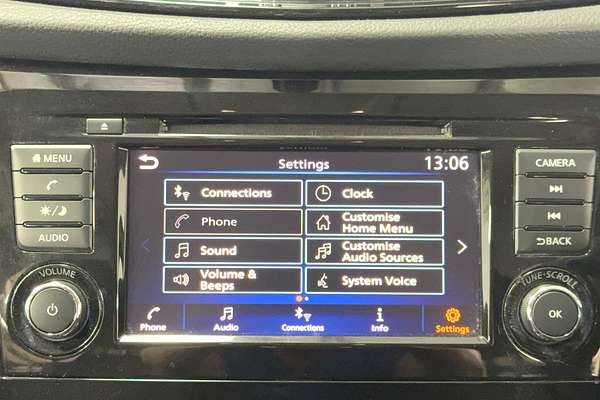 MENU
AUDIO
VOLUME
Settings
13:06
Connections
Clock
Phone
Customise
Home Menu
Sound
Customise
Audio Sources
Volume &
Beeps
System Voice
Phone
Audio
Connections
Info
Settings
CAMERA
BACK
TUNE·SCROLL
OK